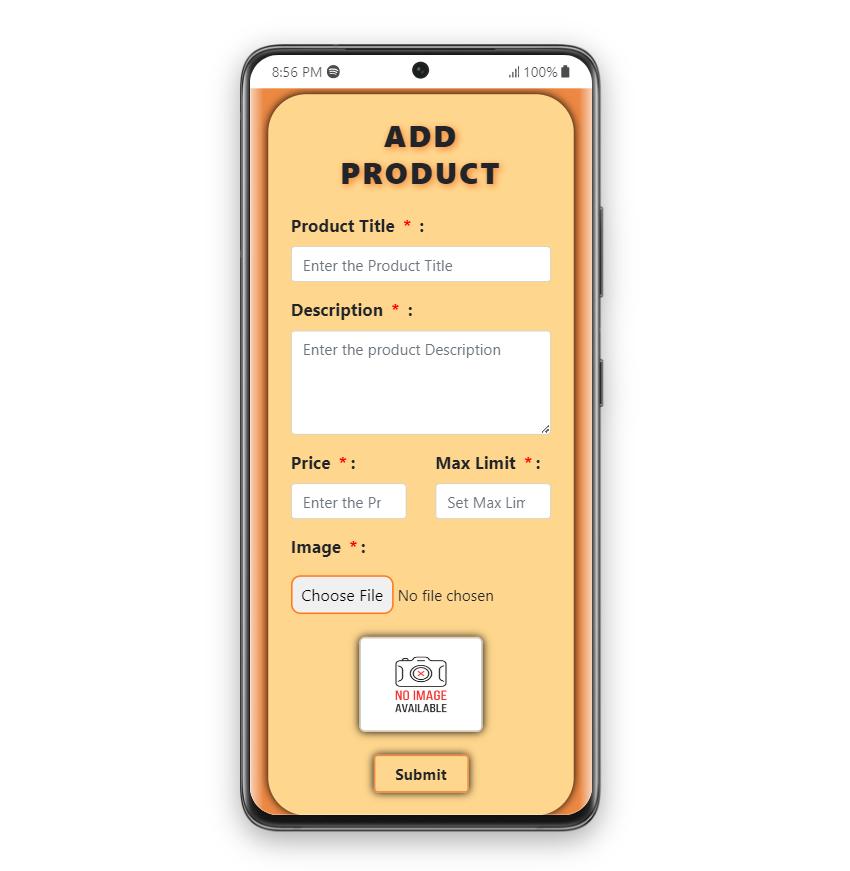 8:56 PM 100%
ADD
PRODUCT
Product Title * :
Enter the Product Title
Description * :
Enter the product Description
Price * : Max Limit * :
Enter the Pr Set Max Lim
Image * :
Choose File No file chosen
NO IMAGE
AVAILABLE
Submit